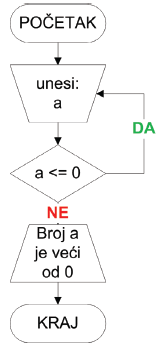 POČETAK
unesi:
a
DA
a <= 0
NE
Broj a
je veći
od 0
KRAJ